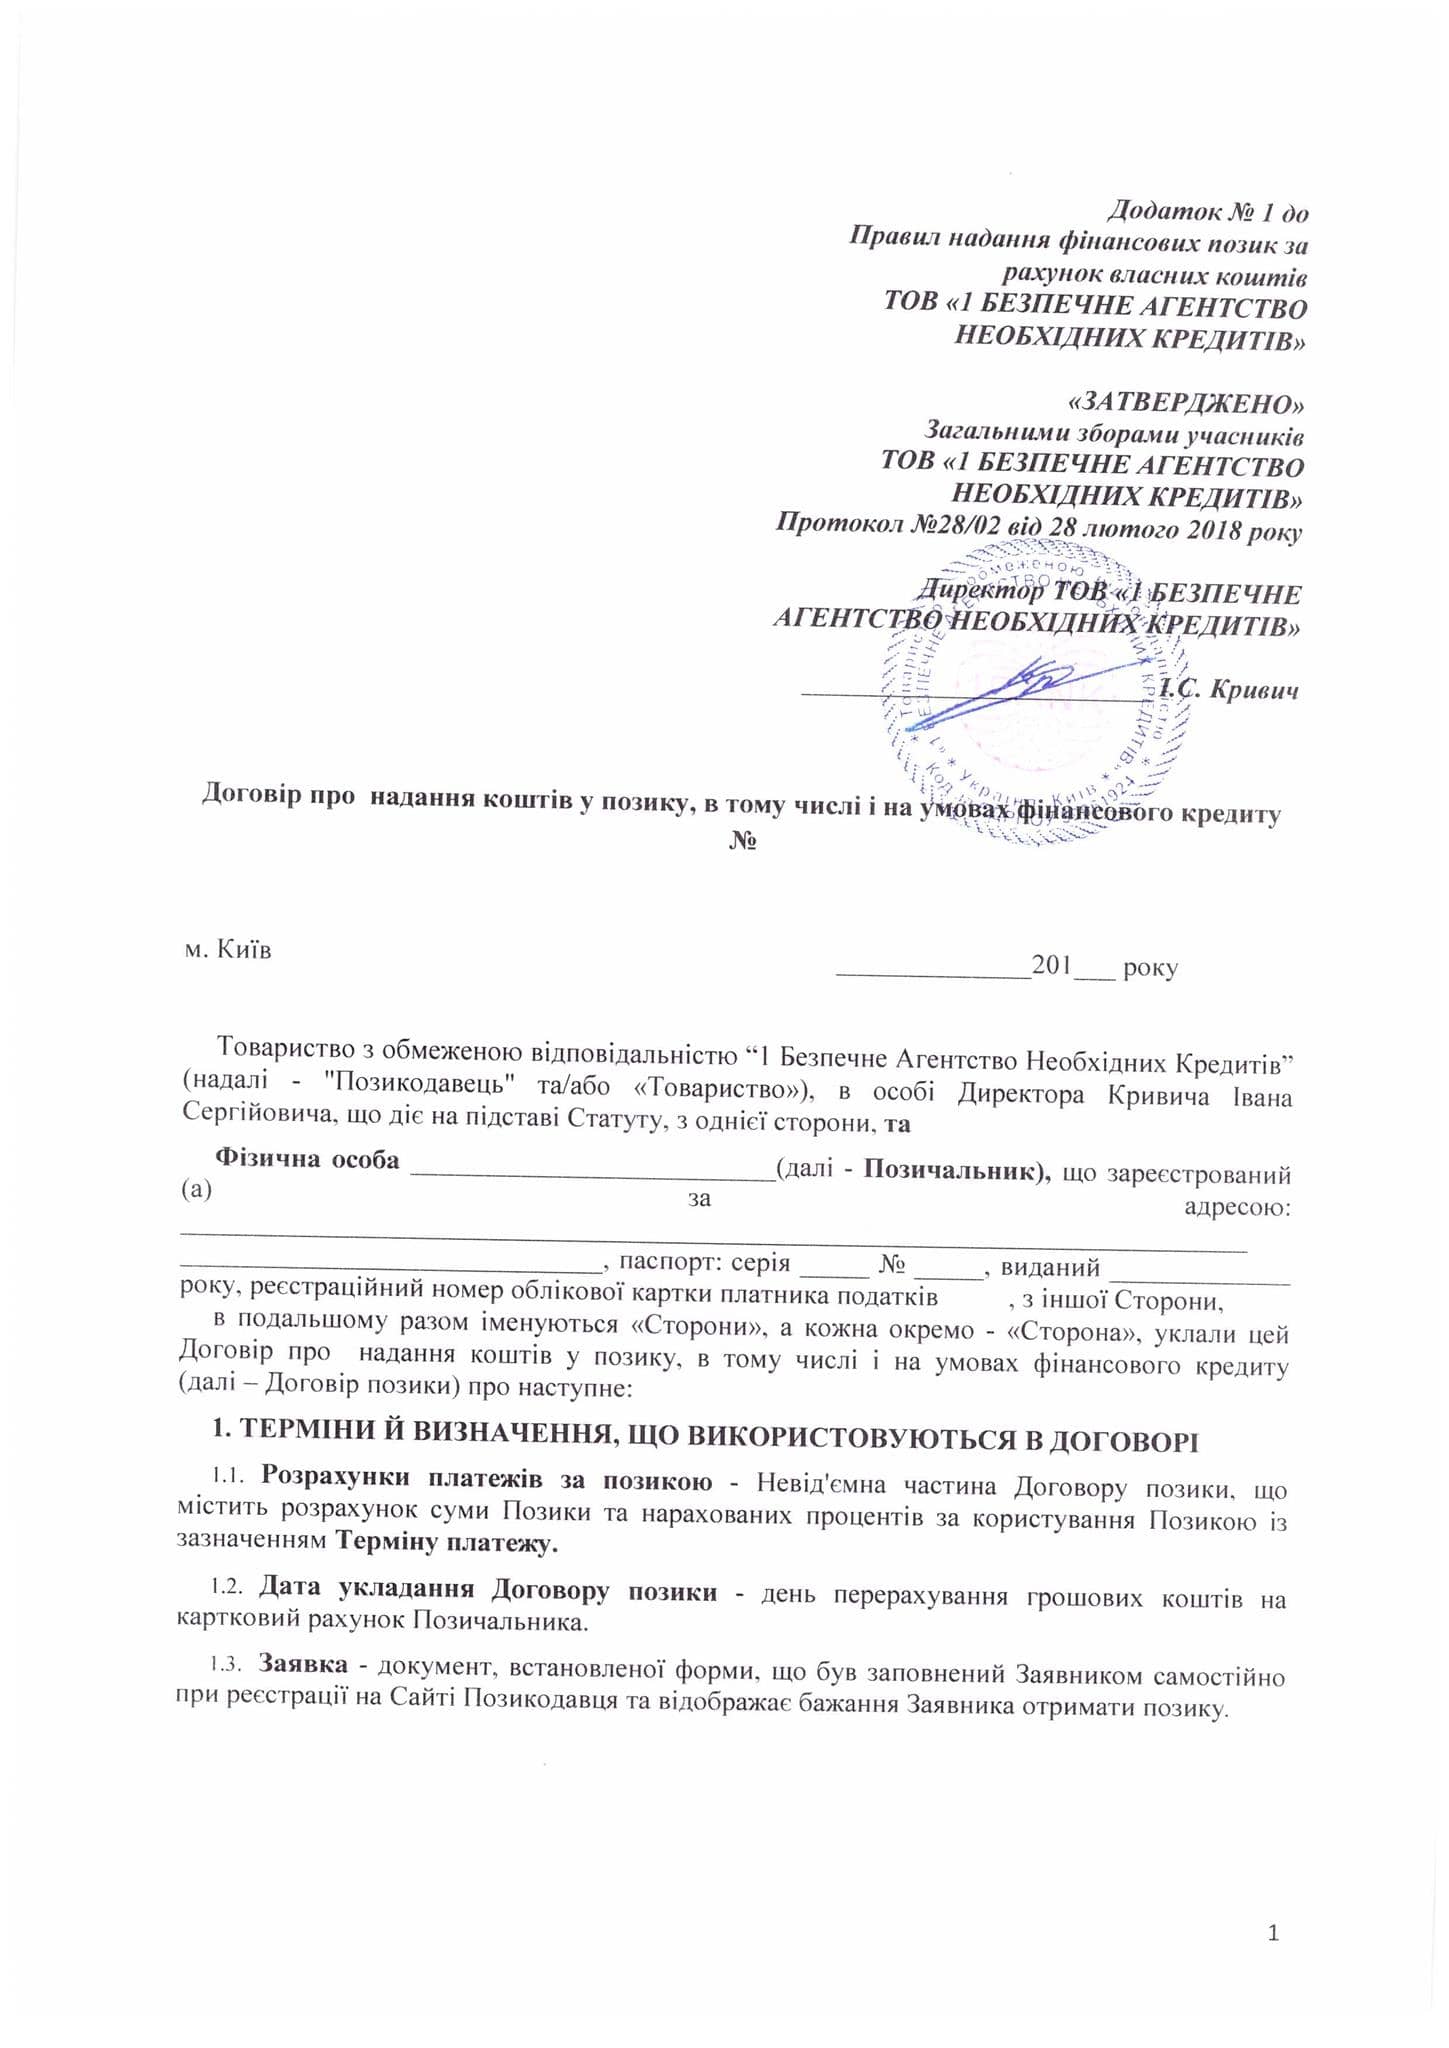 Додаток № 1 до
Правил надання фінансових позик за
рахунок власних коштів
ТОВ «1 БЕЗПЕЧНЕ АГЕНТСТВО
НЕОБХІДНИХ КРЕДИТІВ»
«ЗАТВЕРДЖЕНО»
Загальними зборами учасників
ТОВ «1 БЕЗПЕЧНЕ АГЕНТСТВО
НЕОБХІДНИХ КРЕДИТІВ»
Протокол №28/02 від 28 лютого 2018 року
Директор ТОВ «1 БЕЗПЕЧНЕ
АГЕНТСТВО НЕОБХІДНИХ КРЕДИТІВ»
_________________________ І.С. Кривич
Договір про надання коштів у позику, в тому числі і на умовах фінансового кредиту
№
м. Київ
______________201___ року
Товариство з обмеженою відповідальністю “1 Безпечне Агентство Необхідних Кредитів”
(надалі - "Позикодавець" та/або «Товариство»), в особі Директора Кривича Івана
Сергійовича, що діє на підставі Статуту, з однієї сторони, та
Фізична особа __________________________(далі - Позичальник), що зареєстрований
(а) за адресою:
____________________________________________________________________________
______________________________, паспорт: серія _____ № _____, виданий _____________
року, реєстраційний номер облікової картки платника податків , з іншої Сторони,
в подальшому разом іменуються «Сторони», а кожна окремо - «Сторона», уклали цей
Договір про надання коштів у позику, в тому числі і на умовах фінансового кредиту
(далі – Договір позики) про наступне:
1. ТЕРМІНИ Й ВИЗНАЧЕННЯ, ЩО ВИКОРИСТОВУЮТЬСЯ В ДОГОВОРІ
1.1. Розрахунки платежів за позикою - Невід'ємна частина Договору позики, що
містить розрахунок суми Позики та нарахованих процентів за користування Позикою із
зазначенням Терміну платежу.
1.2. Дата укладання Договору позики - день перерахування грошових коштів на
картковий рахунок Позичальника.
1.3. Заявка - документ, встановленої форми, що був заповнений Заявником самостійно
при реєстрації на Сайті Позикодавця та відображає бажання Заявника отримати позику.
1